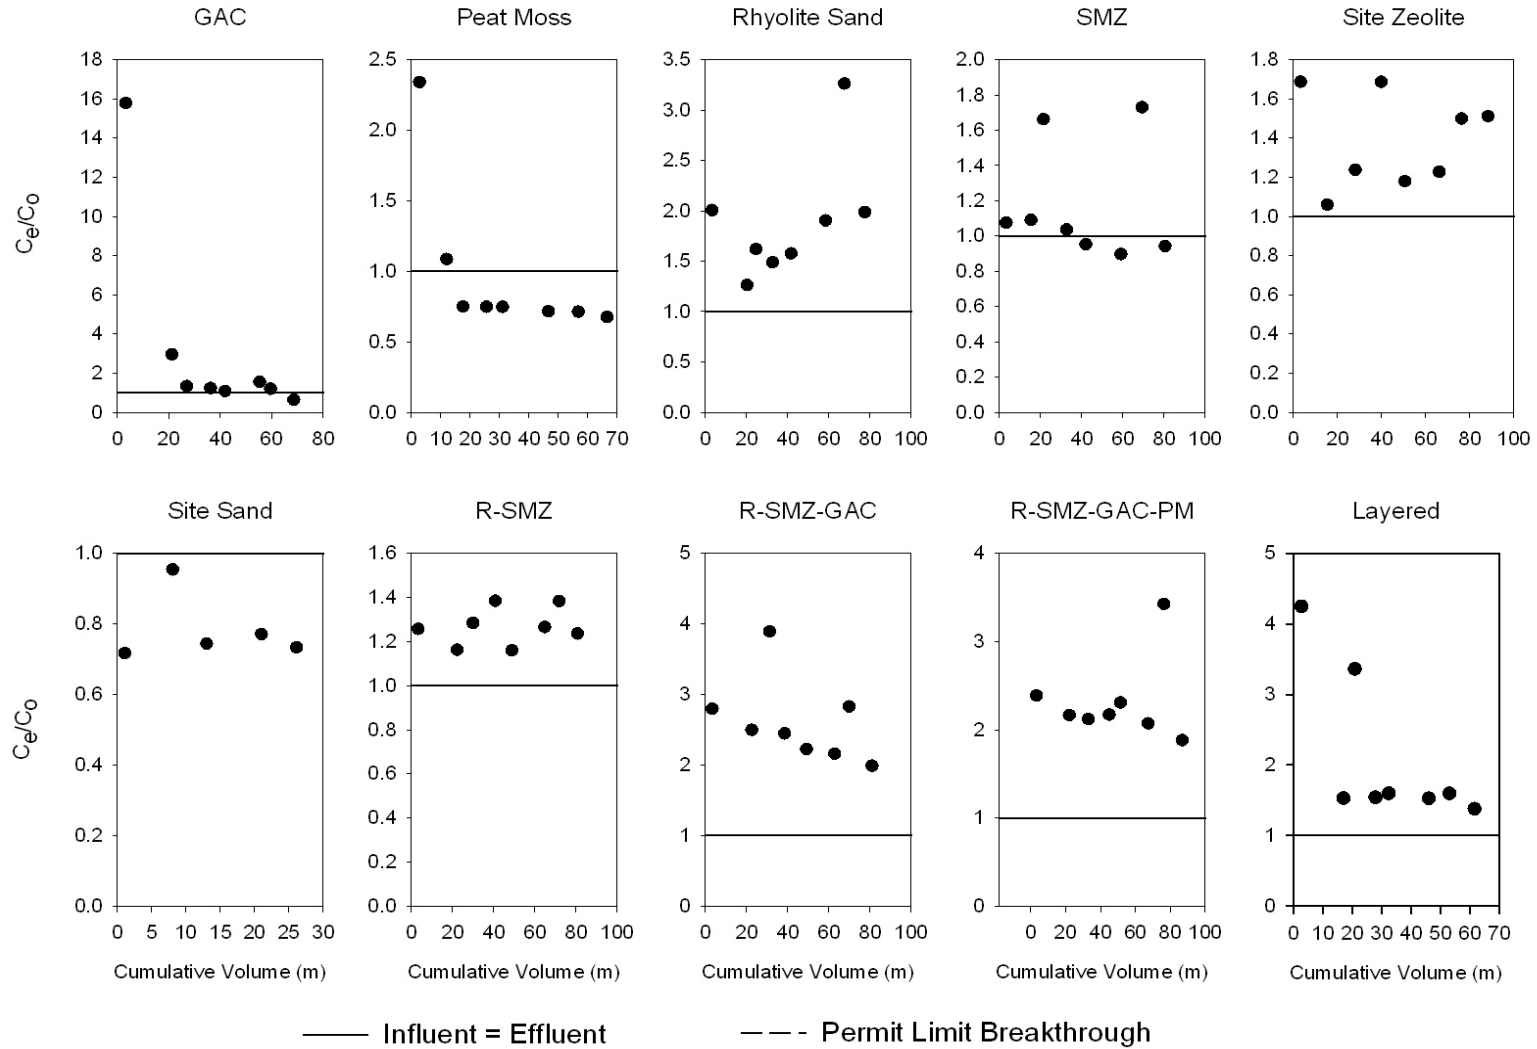 GAC Peat Moss Rhyolite Sand SMZ Site Zeolite
18 2.5 3.5 2.0 1.8
16 3.0 1.8 1.6
14 2.0 2.5 1.6 1.4
12 1.4 1.2
10 1.5 2.0 1.2 1.0
Ce/Co
8 1.0 1.5 1.0 0.8
6 0.8 0.6
4 0.5 1.0 0.6 0.4
2 0.5 0.4 0.2
0 0.0 0.0 0.2 0.0
0.0
0 20 40 60 80 0 10 20 30 40 50 60 70 0 20 40 60 80 100 0 20 40 60 80 100 0 20 40 60 80 100
Site Sand R-SMZ R-SMZ-GAC R-SMZ-GAC-PM Layered
1.0 1.6 5 4 5
0.8 1.4 4 3 4
0.6 1.2 3 2 3
Ce/Co
0.4 1.0 2 1 2
0.2 0.8 1 0 1
0.0 0.6 0 0
0.4
0.2
0.0
0 5 10 15 20 25 30 0 20 40 60 80 100 0 20 40 60 80 100 0 20 40 60 80 100 0 10 20 30 40 50 60 70
Cumulative Volume (m) Cumulative Volume (m) Cumulative Volume (m) Cumulative Volume (m) Cumulative Volume (m)
Influent = Effluent Permit Limit Breakthrough